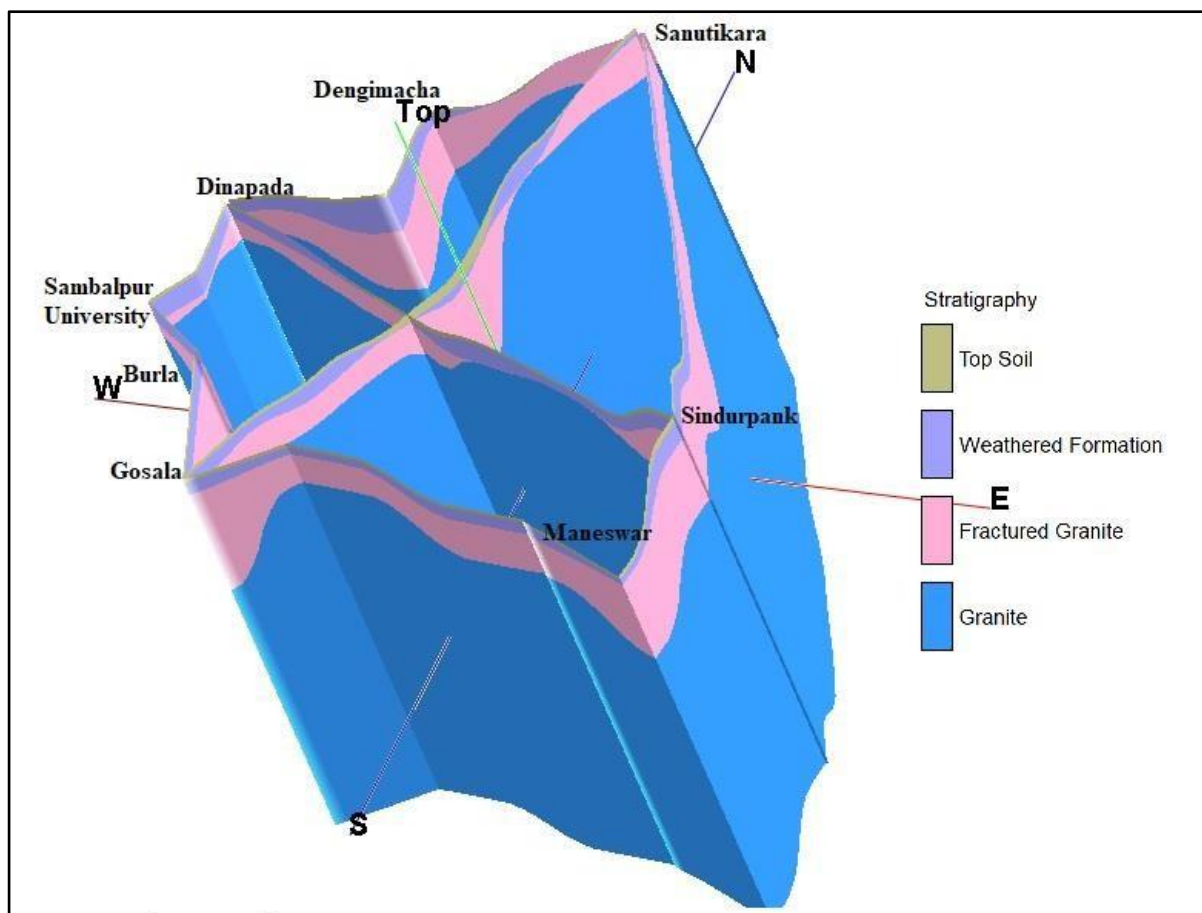 Sanutikara
N
Dengimacha
Top
Dinapada
Sambalpur
University
Burla
W
Gosala
Sindurpank
E
Maneswar
S
Stratigraphy
Top Soil
Weathered Formation
Fractured Granite
Granite